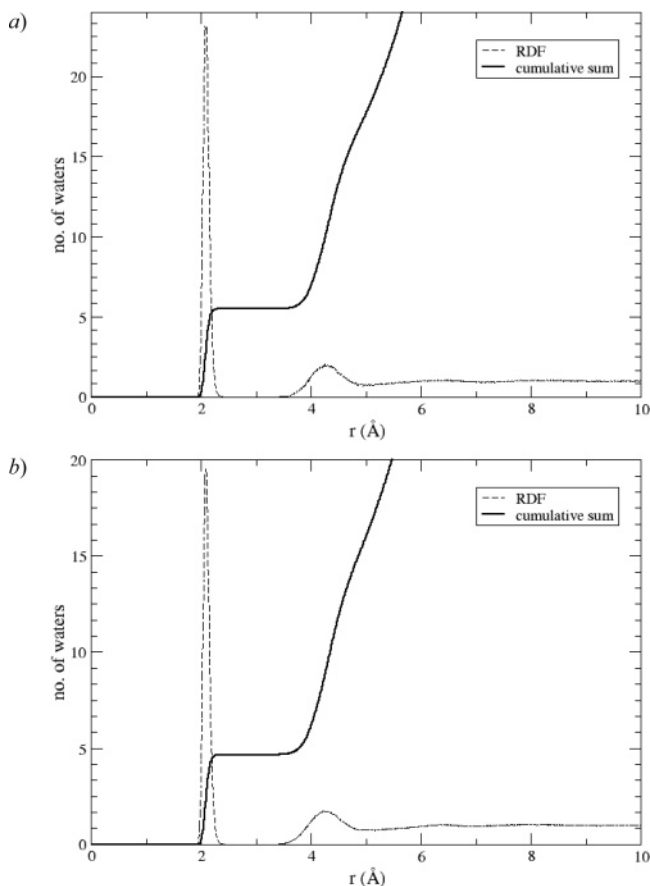 a)
RDF
cumulative sum
no. of waters
20
15
10
5
0
0 2 4 6 8 10
r (Å)
b)
RDF
cumulative sum
no. of waters
20
15
10
5
0
0 2 4 6 8 10
r (Å)